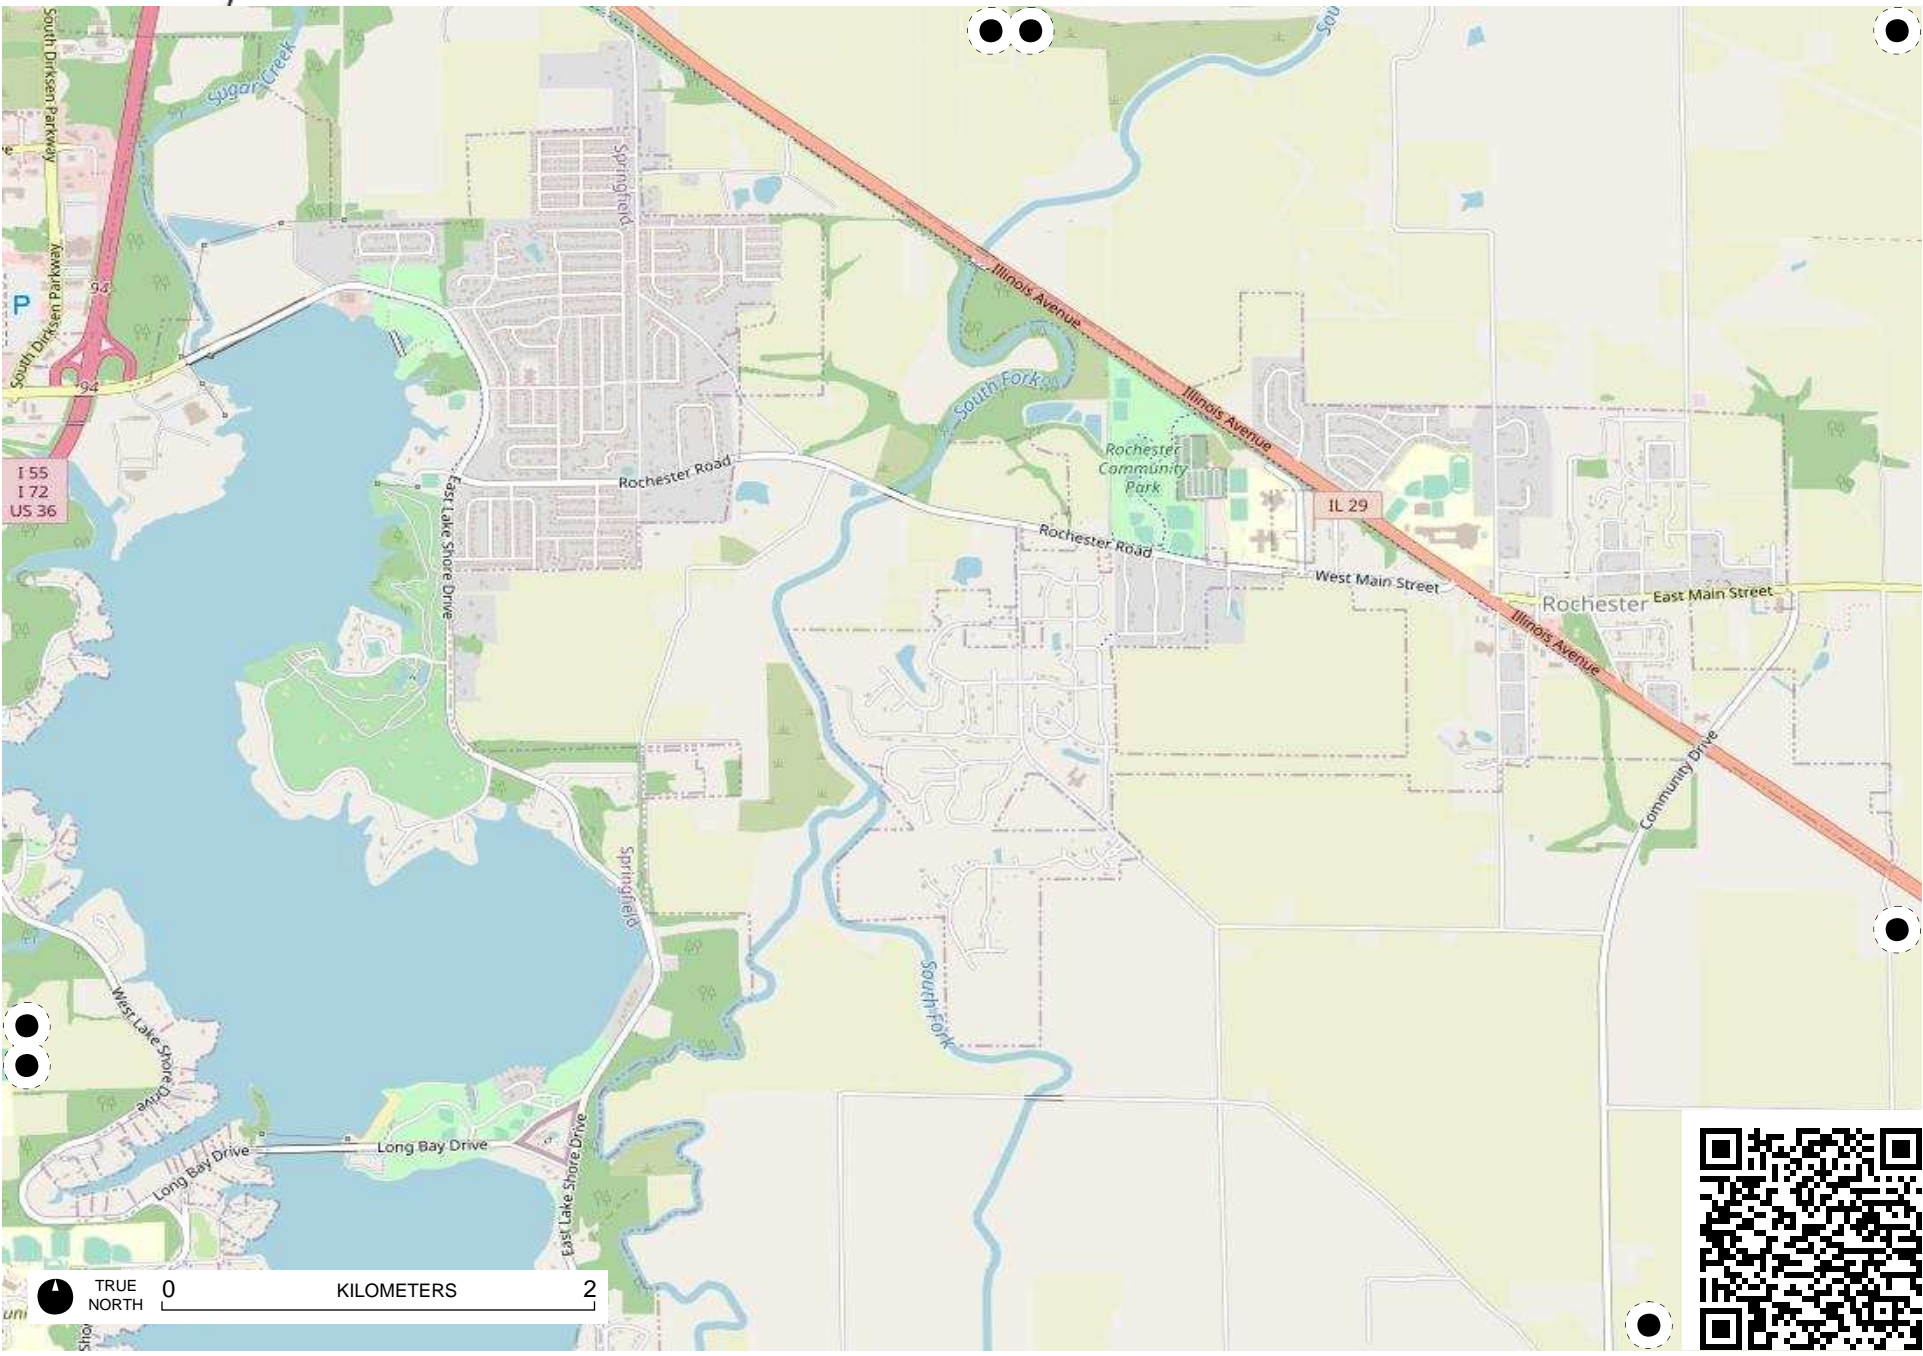 South Dirksen Parkway
Sugar Creek
Sou
Springfield
South Dirksen Parkway
94
P
South Dirksen Parkway
94
Illinois Avenue
South Fork
Illinois Avenue
Rochester
Community
Park
Rochester Road
I 55
I 72
US 36
IL 29
East Lake Shore Drive
Rochester Road
West Main Street
East Main Street
Rochester
Illinois Avenue
Community Drive
Springfield
South Fork
West Lake Shore Drive
Long Bay Drive
Long Bay Drive
East Lake Shore Drive
TRUE
NORTH
0 KILOMETERS 2